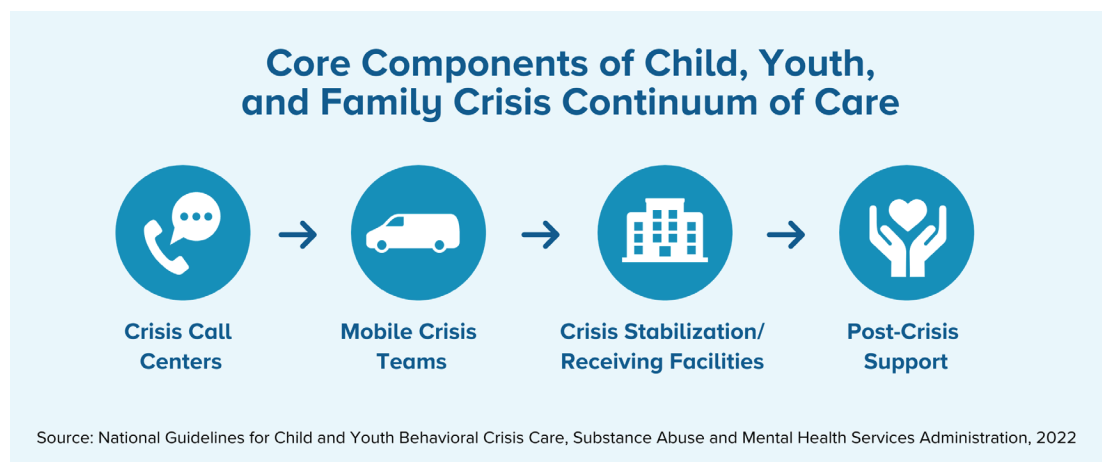 Core Components of Child, Youth,
and Family Crisis Continuum of Care
Crisis Call
Centers
Mobile Crisis
Teams
Crisis Stabilization/
Receiving Facilities
Post-Crisis
Support
Source: National Guidelines for Child and Youth Behavioral Crisis Care, Substance Abuse and Mental Health Services Administration, 2022